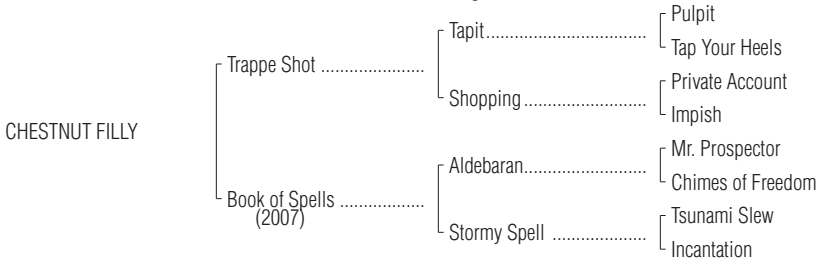 Pulpit
Tapit..................................
Tap Your Heels
Trappe Shot ......................
Private Account
Shopping..........................
Impish
CHESTNUT FILLY
Mr. Prospector
Aldebaran..........................
Chimes of Freedom
Book of Spells ..................
(2007)
Tsunami Slew
Stormy Spell ....................
Incantation